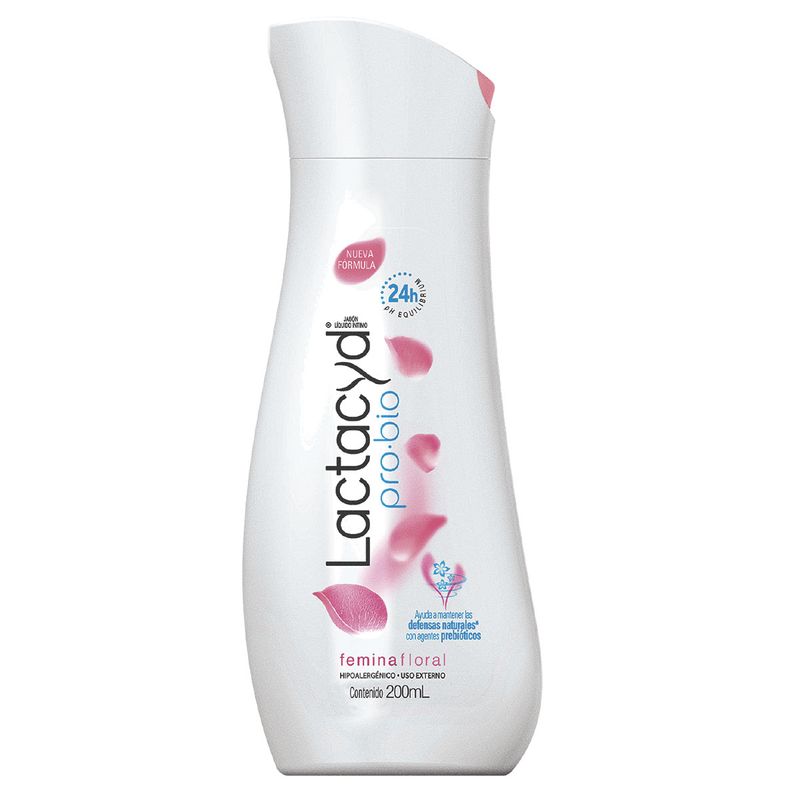 NUEVA
FÓRMULA
24h
PH EQUILIBRIUM
JABÓN
LÍQUIDO ÍNTIMO
Lactacyd®
pro·bio
Ayuda a mantener las
defensas naturales*
con agentes prebióticos
feminafloral
HIPOALERGÉNICO • USO EXTERNO
Contenido 200mL